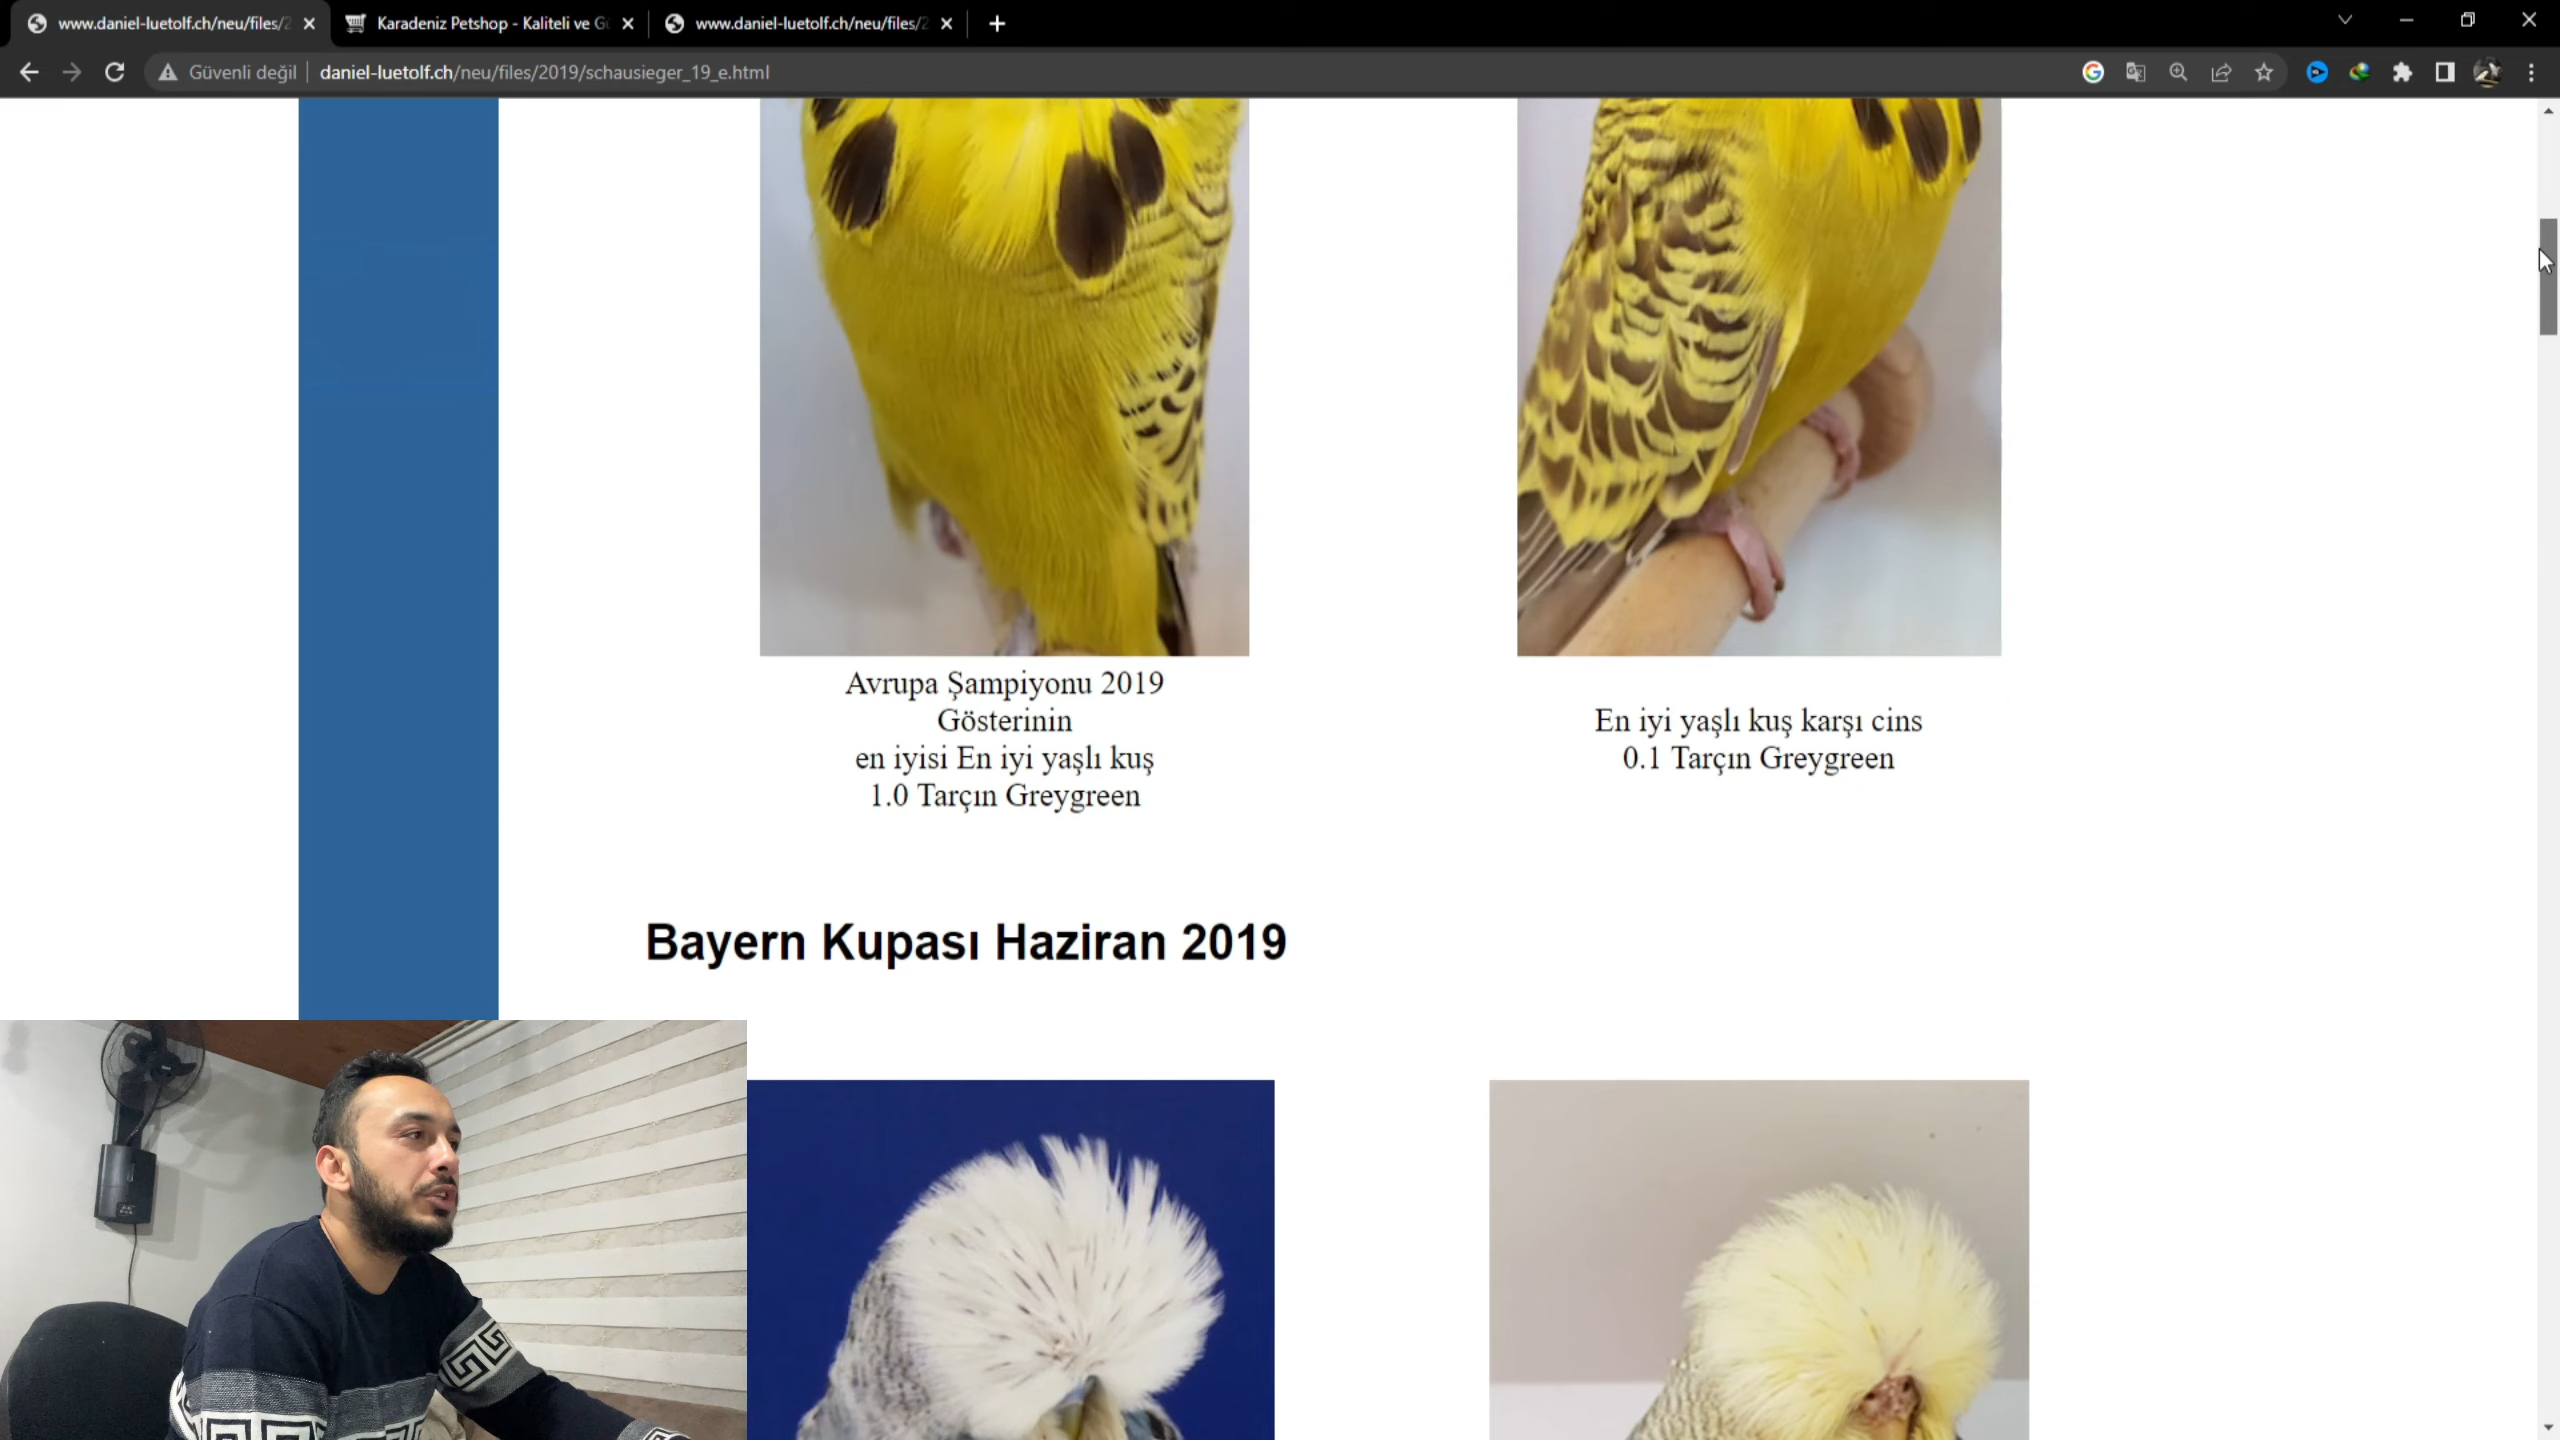 www.daniel-luetolf.ch/neu/files/2
Karadeniz Petshop - Kaliteli ve G
www.daniel-luetolf.ch/neu/files/2
Güvenli değil
daniel-luetolf.ch/neu/files/2019/schausieger_19_e.html
Avrupa Şampiyonu 2019
Gösterinin
en iyisi En iyi yaşlı kuş
1.0 Tarçın Greygreen
En iyi yaşlı kuş karşı cins
0.1 Tarçın Greygreen
Bayern Kupası Haziran 2019